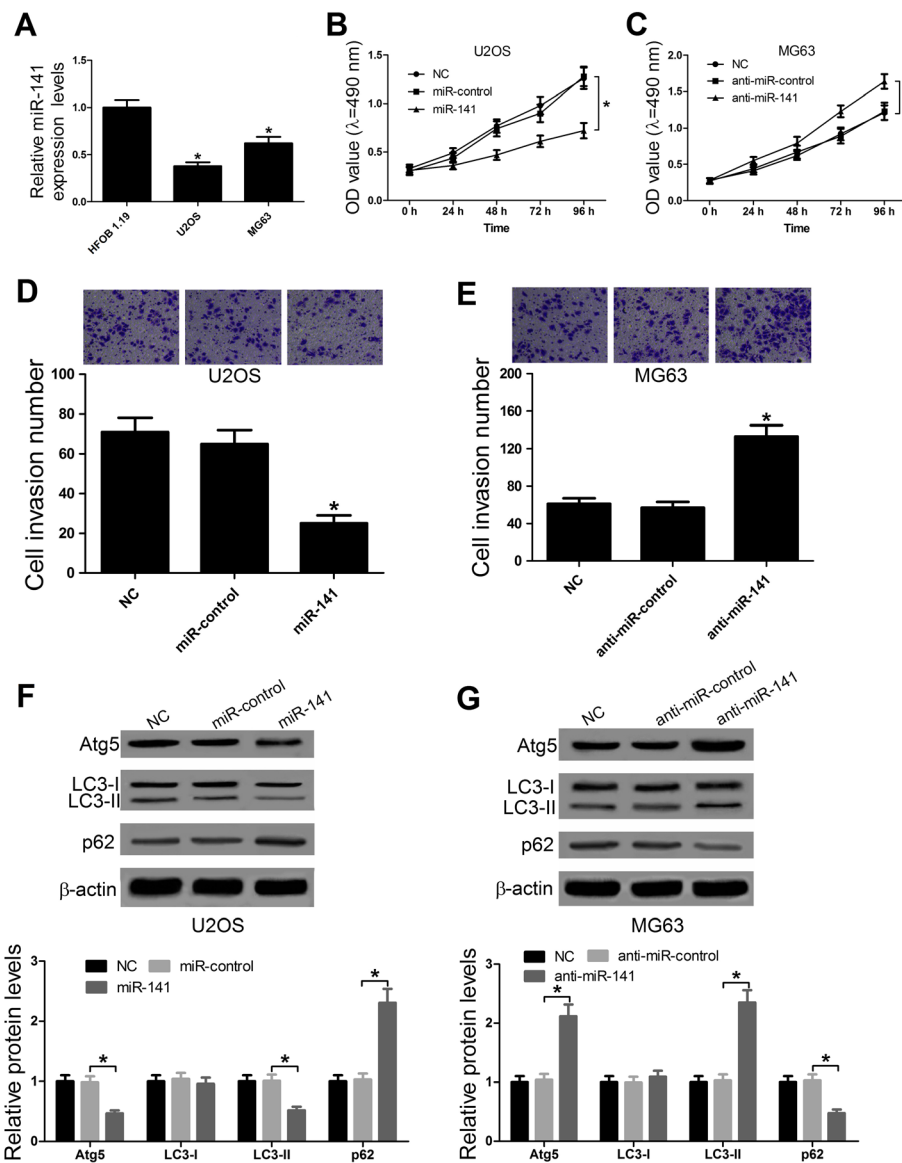 A
Relative miR-141
expression levels
1.5
1.0
0.5
0.0
*
*
HFOB 1.19
U2OS
MG63
B
U2OS
OD value (λ=490 nm)
1.5
1.0
0.5
0.0
NC
miR-control
miR-141
*
0 h
24 h
48 h
72 h
96 h
Time
C
MG63
OD value (λ=490 nm)
2.0
1.5
1.0
0.5
0.0
NC
anti-miR-control
anti-miR-141
0 h
24 h
48 h
72 h
96 h
Time
D
U2OS
Cell invasion number
100
80
60
40
20
0
*
NC
miR-control
miR-141
E
MG63
Cell invasion number
200
160
120
80
40
0
*
NC
anti-miR-control
anti-miR-141
F
NC
miR-control
miR-141
Atg5
LC3-I
LC3-II
p62
β-actin
U2OS
Relative protein levels
3
2
1
0
NC
miR-control
miR-141
*
*
*
Atg5
LC3-I
LC3-II
p62
G
NC
anti-miR-control
anti-miR-141
Atg5
LC3-I
LC3-II
p62
β-actin
MG63
Relative protein levels
3
2
1
0
NC
anti-miR-control
anti-miR-141
*
*
*
Atg5
LC3-I
LC3-II
p62